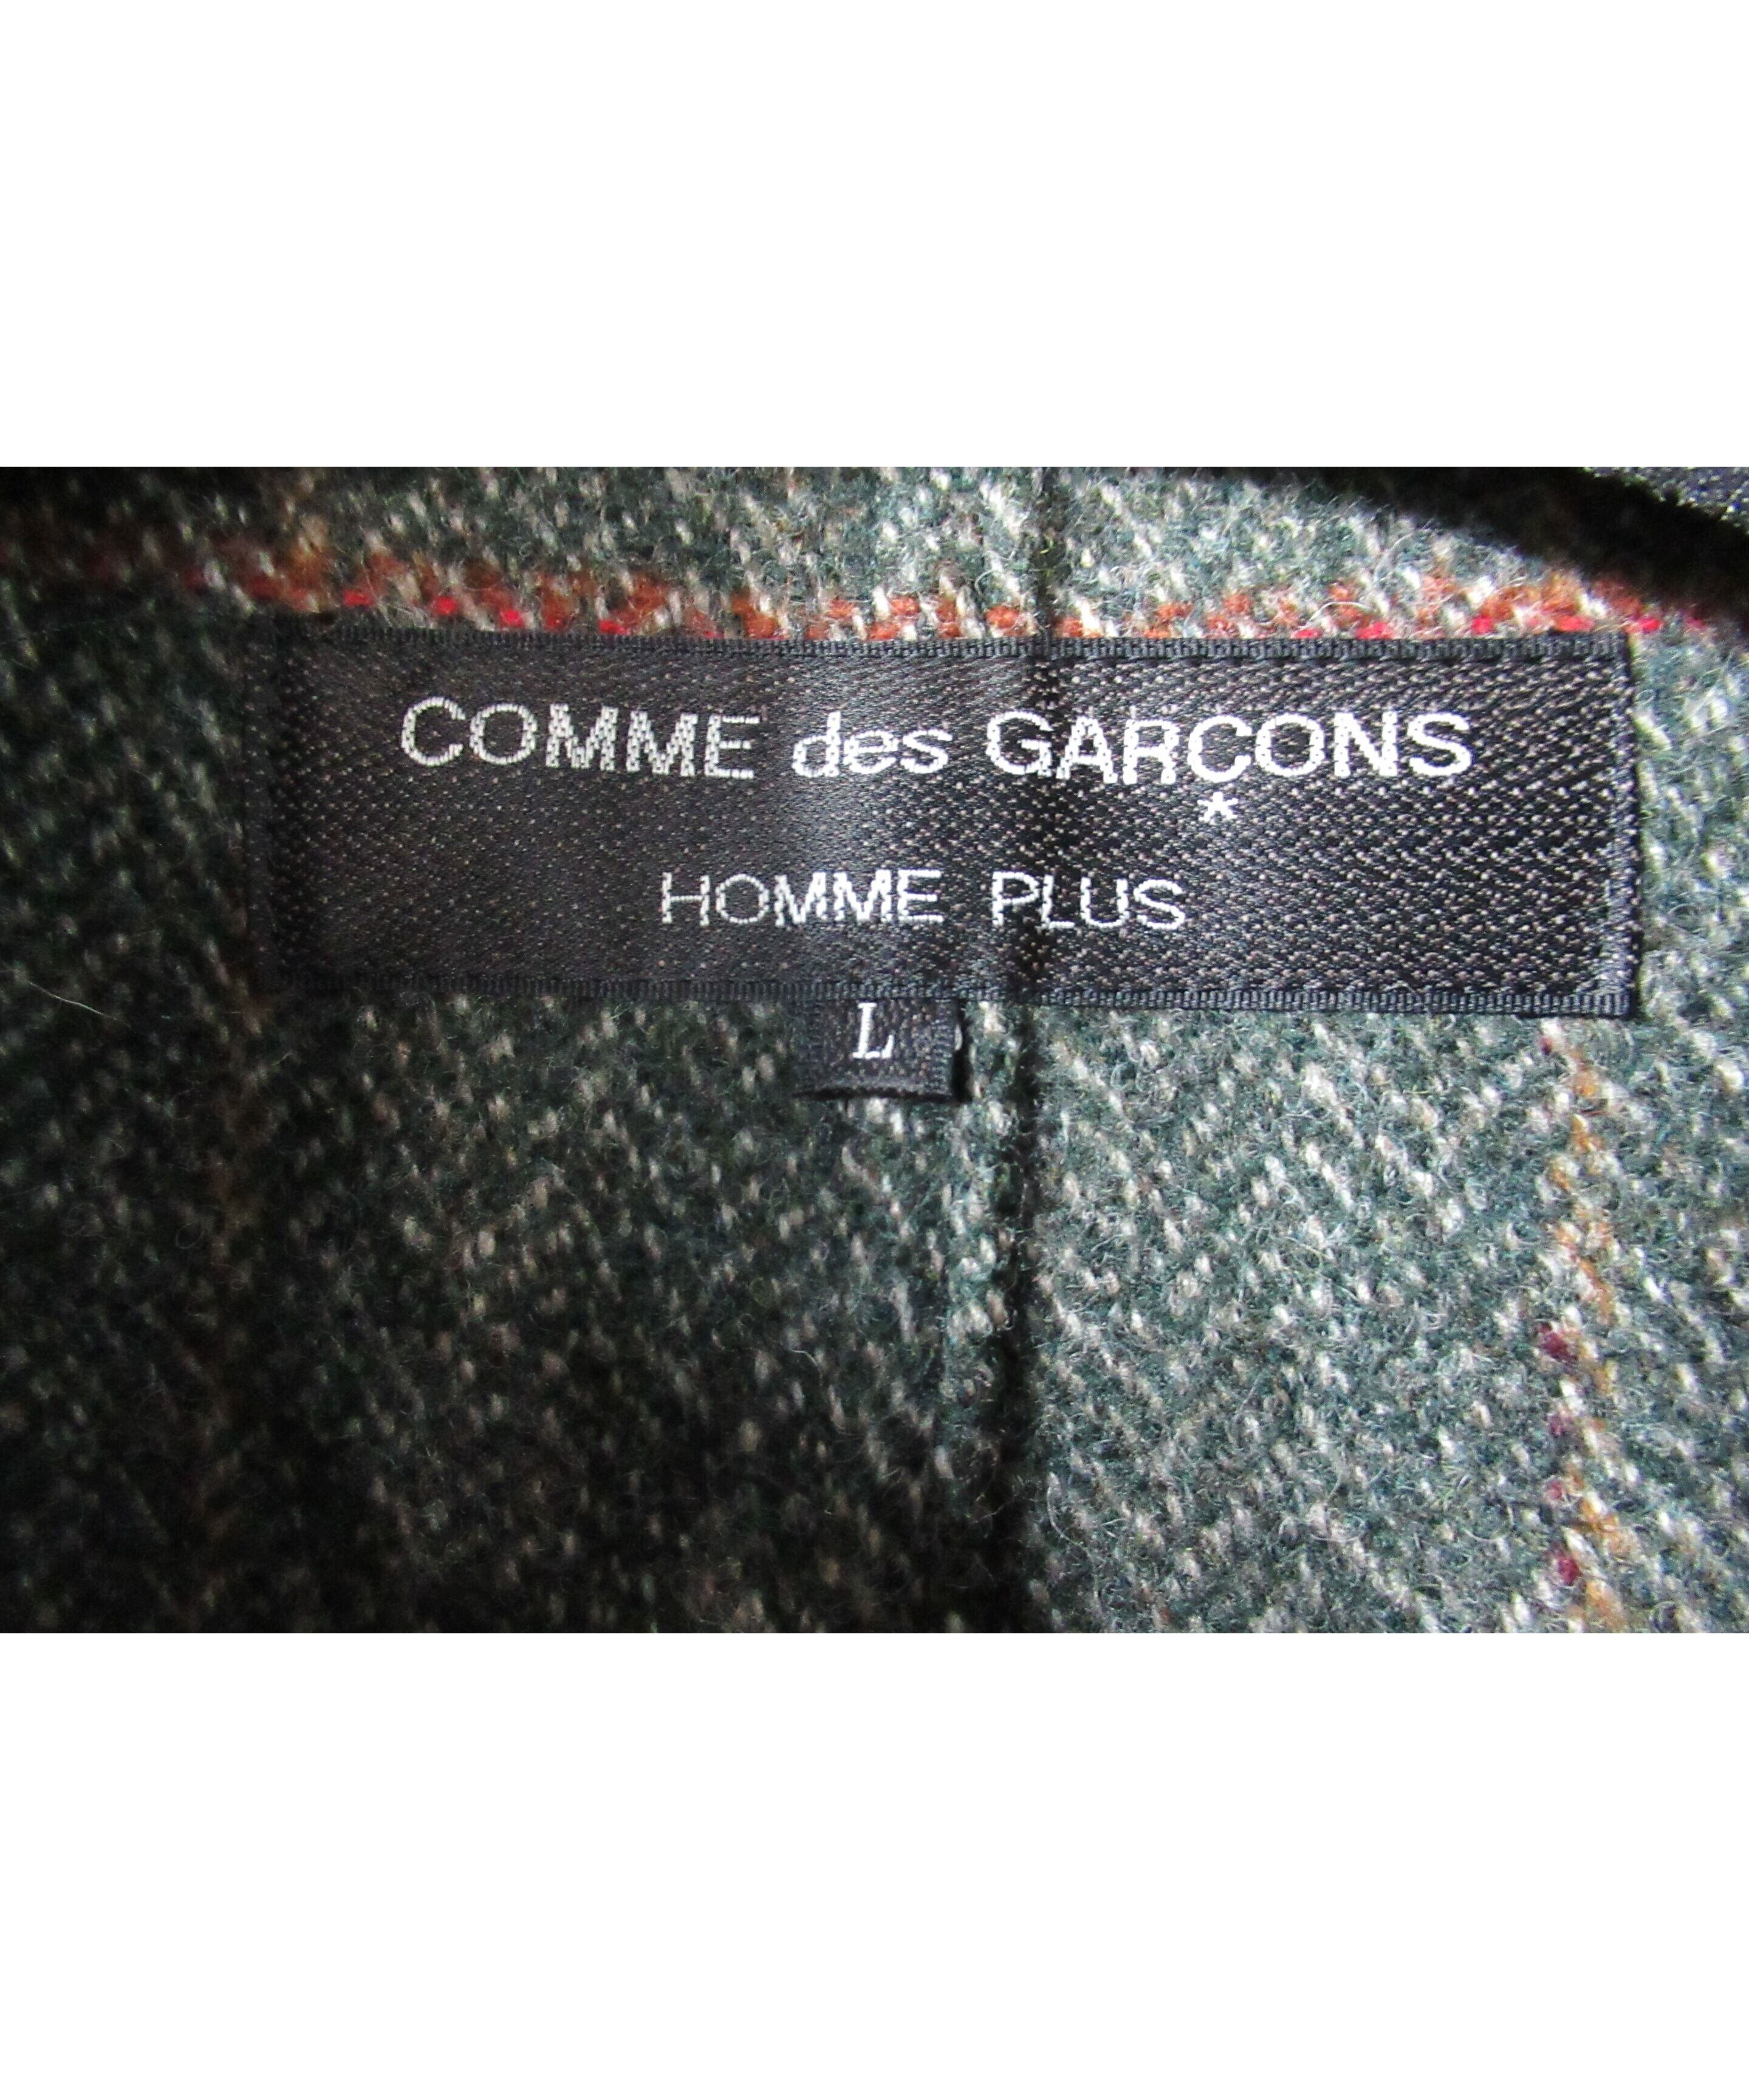 COMME des GARCONS
*
HOMME PLUS
L